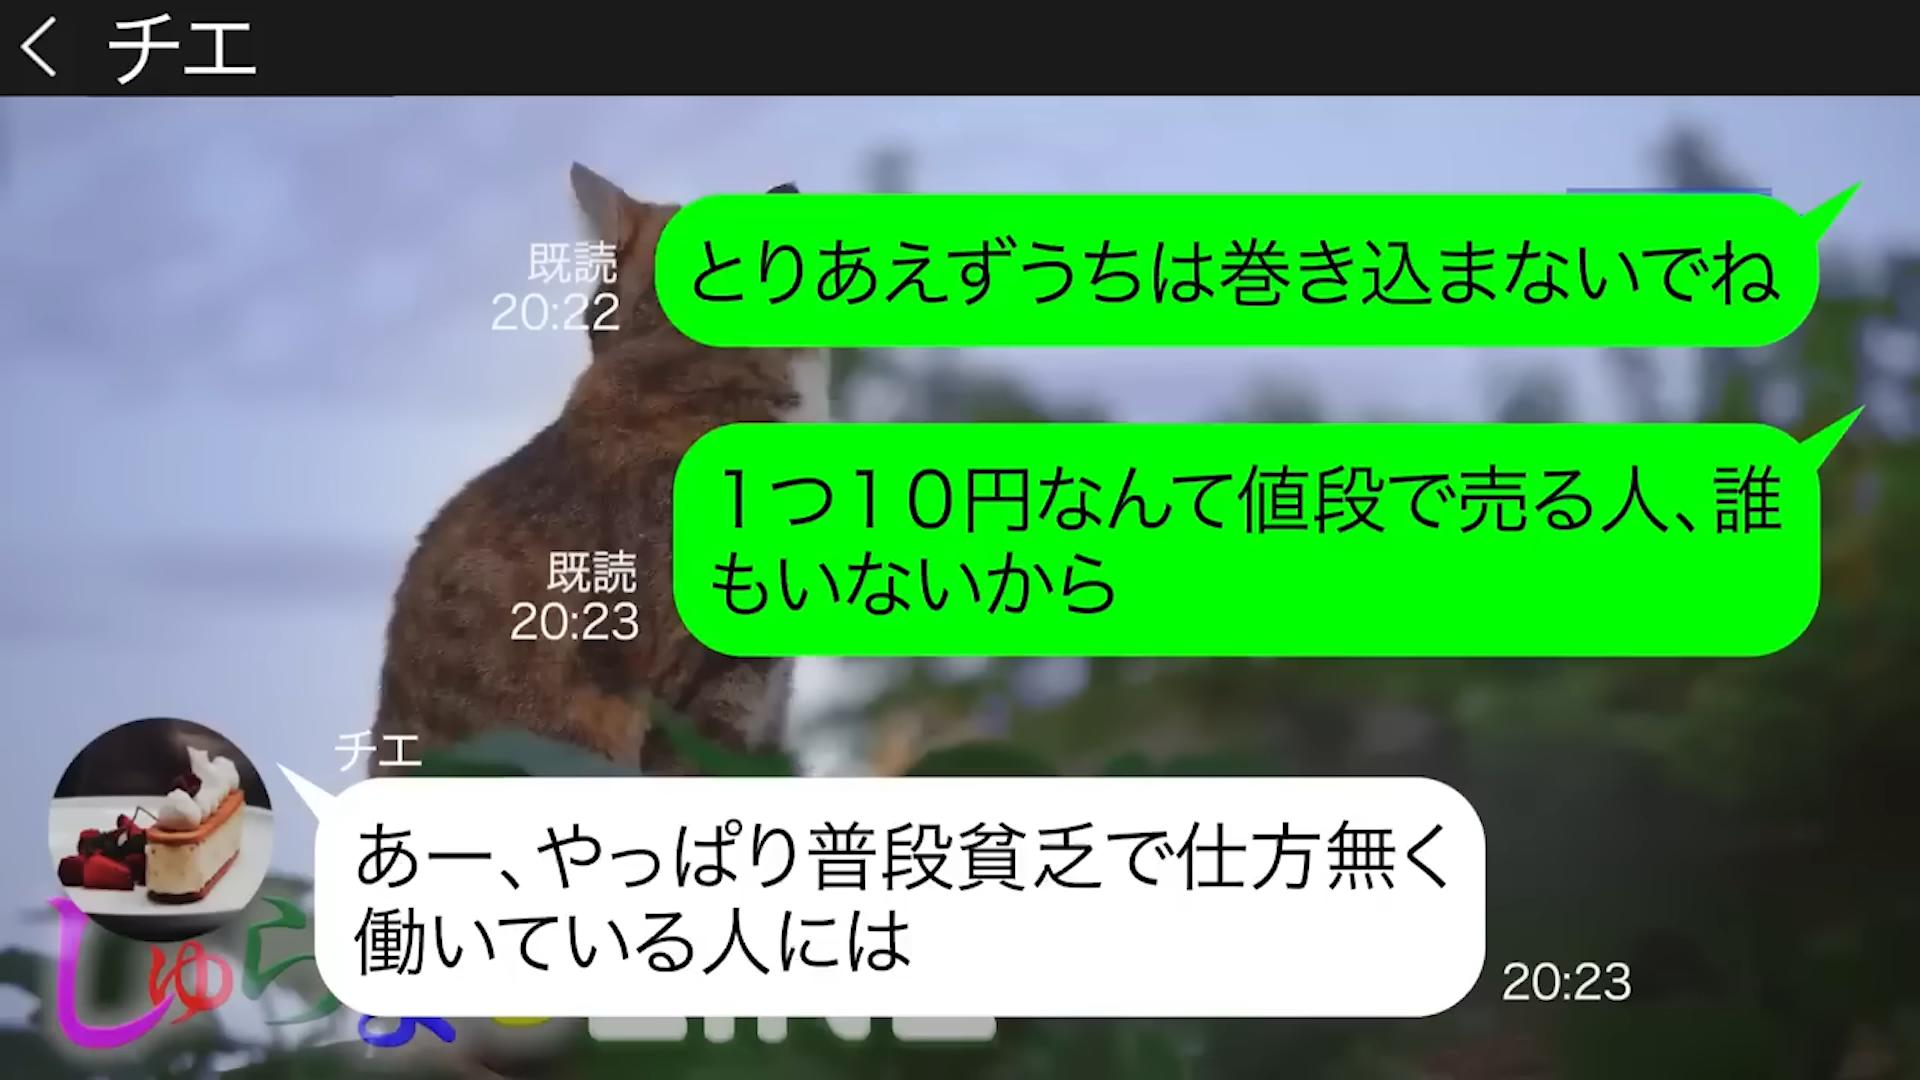 チエ
とりあえずうちは巻き込まないでね
既読
20:22
１つ１０円なんて値段で売る人、誰
もいないから
既読
20:23
チエ
あー、やっぱり普段貧乏で仕方無く
働いている人には
20:23
しゅら